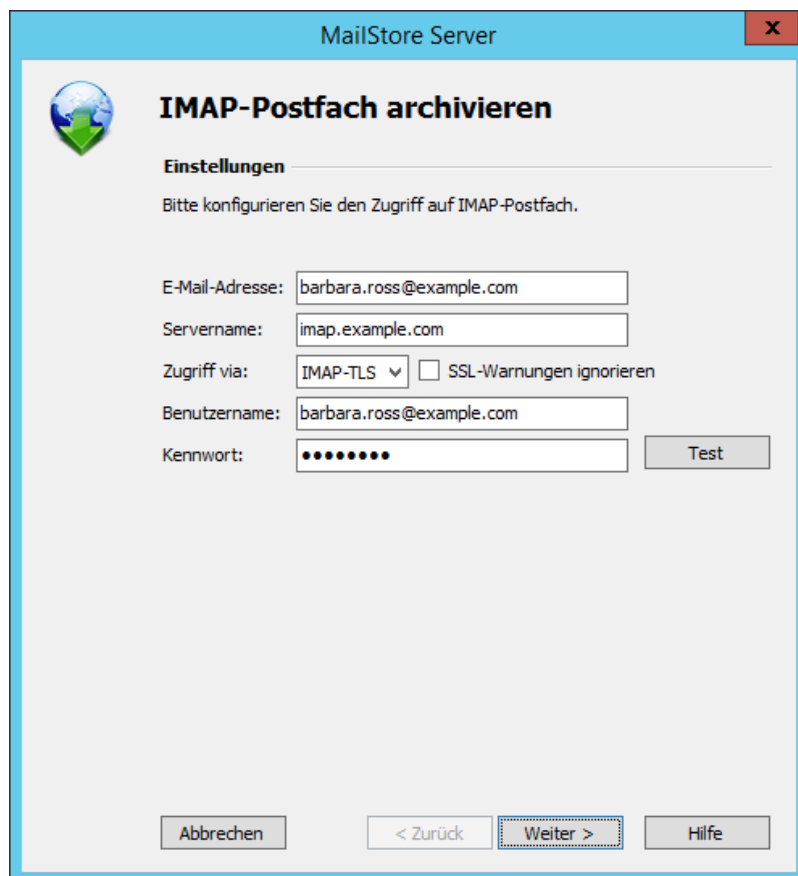 MailStore Server
x
IMAP-Postfach archivieren
Einstellungen
Bitte konfigurieren Sie den Zugriff auf IMAP-Postfach.
E-Mail-Adresse: barbara.ross@example.com
Servername: imap.example.com
Zugriff via: IMAP-TLS SSL-Warnungen ignorieren
Benutzername: barbara.ross@example.com
Kennwort: ●●●●●●●● Test
Abbrechen < Zurück Weiter > Hilfe